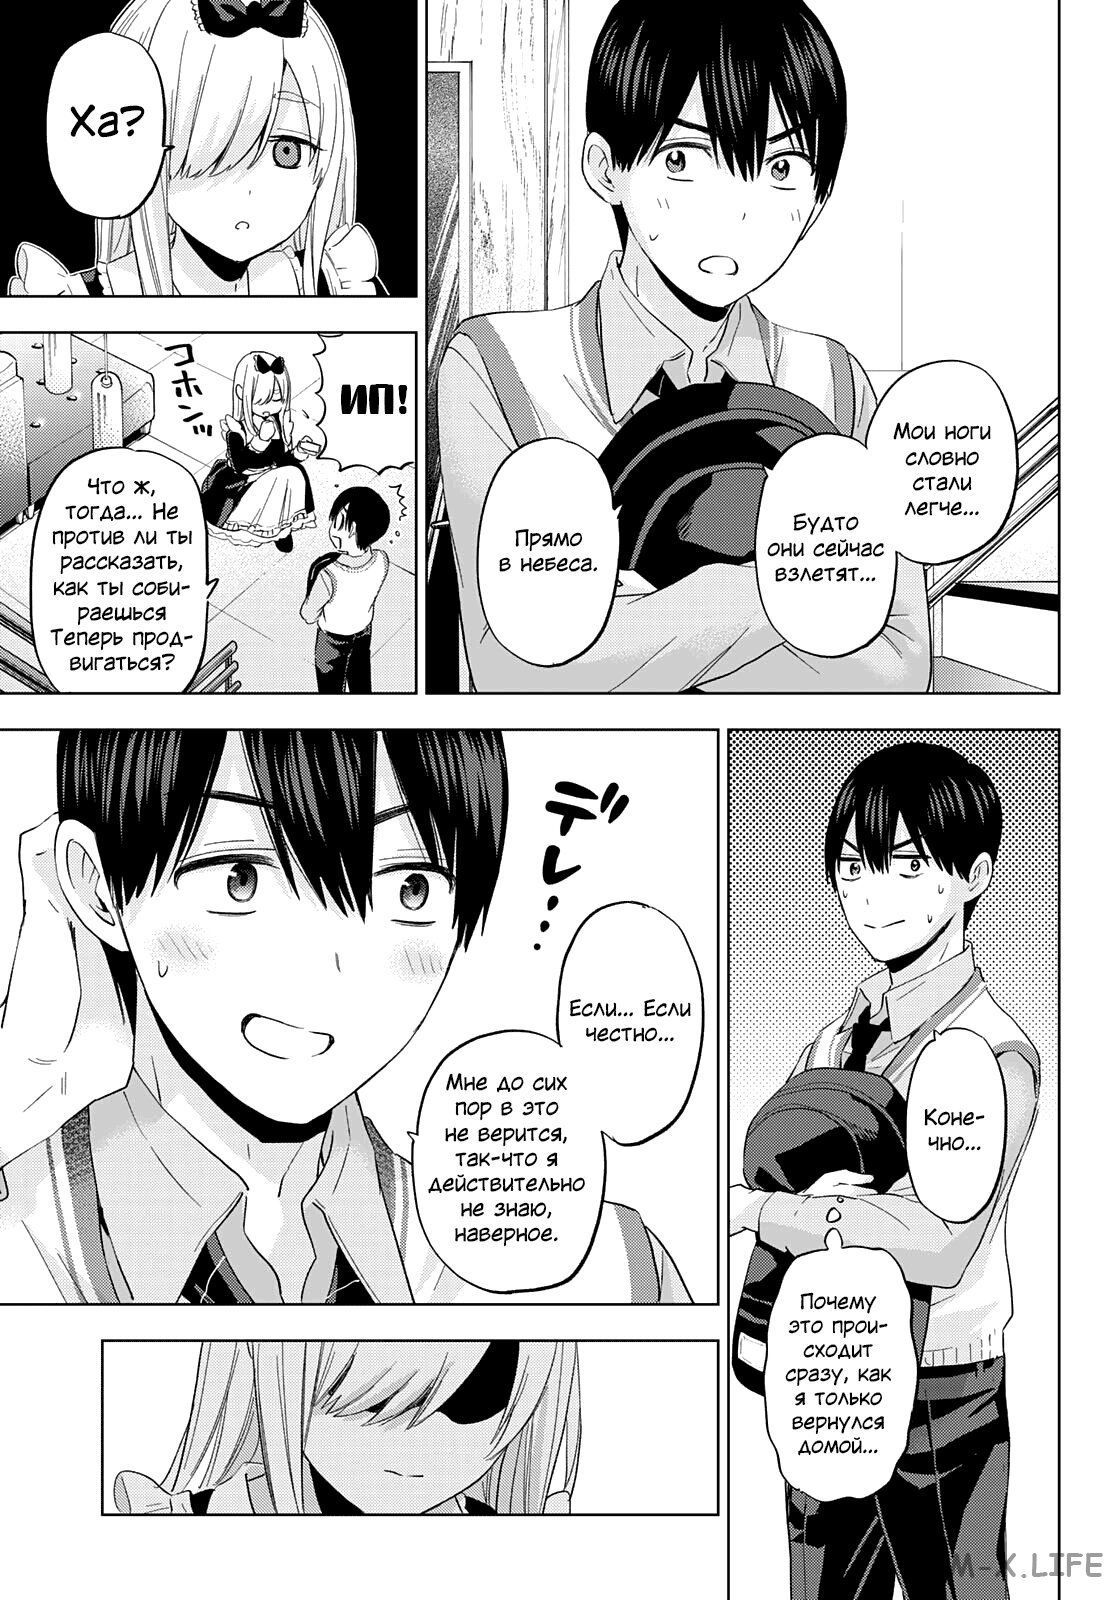 Мои ноги
словно
стали
легче...
Будто
они сейчас
взлетят...
Прямо
в небеса.
Ха?
コホンッ
ИП!
Что ж,
тогда... Не
против ли ты
рассказать,
как ты соби-
раешься
Теперь прод-
вигаться?
Коне-
чно...
Почему
это прои-
сходит
сразу, как
я только
вернулся
домой...
デレ...
Если... Если
честно...
Мне до сих
пор в это
не верится,
так-что я
действительно
не знаю,
наверное.
M-X.LIFE